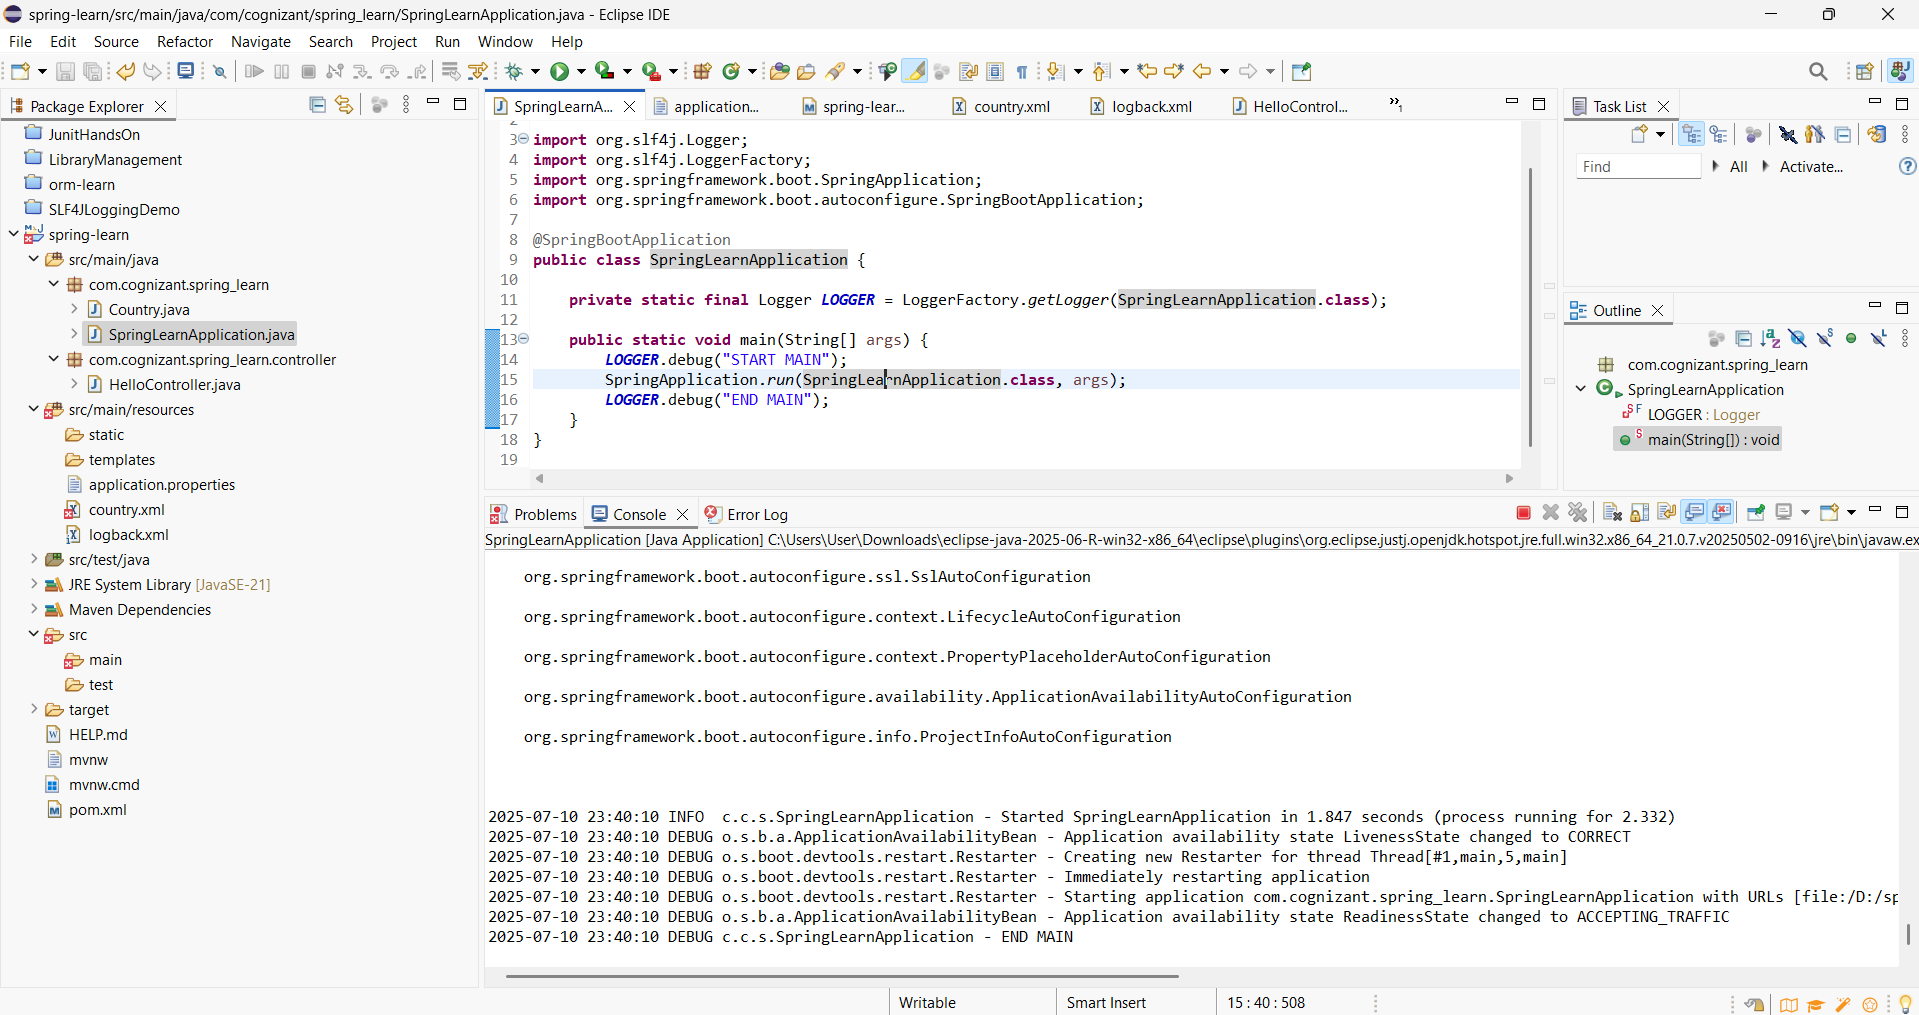 spring-learn/src/main/java/com/cognizant/spring_learn/SpringLearnApplication.java - Eclipse IDE
File Edit Source Refactor Navigate Search Project Run Window Help
Package Explorer
JunitHandsOn
LibraryManagement
orm-learn
SLF4JLoggingDemo
spring-learn
src/main/java
com.cognizant.spring_learn
Country.java
SpringLearnApplication.java
com.cognizant.spring_learn.controller
HelloController.java
src/main/resources
static
templates
application.properties
country.xml
logback.xml
src/test/java
JRE System Library [JavaSE-21]
Maven Dependencies
src
main
test
target
HELP.md
mvnw
mvnw.cmd
pom.xml
SpringLearnA... application... spring-lear... country.xml logback.xml HelloControl... »1
3 import org.slf4j.Logger;
4 import org.slf4j.LoggerFactory;
5 import org.springframework.boot.SpringApplication;
6 import org.springframework.boot.autoconfigure.SpringBootApplication;
7
8 @SpringBootApplication
9 public class SpringLearnApplication {
10
11 private static final Logger LOGGER = LoggerFactory.getLogger(SpringLearnApplication.class);
12
13 public static void main(String[] args) {
14 LOGGER.debug("START MAIN");
15 SpringApplication.run(SpringLearnApplication.class, args);
16 LOGGER.debug("END MAIN");
17 }
18 }
19
Task List
Find All Activate...
Outline
com.cognizant.spring_learn
SpringLearnApplication
LOGGER : Logger
main(String[]) : void
Problems Console Error Log
SpringLearnApplication [Java Application] C:\Users\User\Downloads\eclipse-java-2025-06-R-win32-x86_64\eclipse\plugins\org.eclipse.justj.openjdk.hotspot.jre.full.win32.x86_64_21.0.7.v20250502-0916\jre\bin\javaw.ex
org.springframework.boot.autoconfigure.ssl.SslAutoConfiguration
org.springframework.boot.autoconfigure.context.LifecycleAutoConfiguration
org.springframework.boot.autoconfigure.context.PropertyPlaceholderAutoConfiguration
org.springframework.boot.autoconfigure.availability.ApplicationAvailabilityAutoConfiguration
org.springframework.boot.autoconfigure.info.ProjectInfoAutoConfiguration
2025-07-10 23:40:10 INFO  c.c.s.SpringLearnApplication - Started SpringLearnApplication in 1.847 seconds (process running for 2.332)
2025-07-10 23:40:10 DEBUG o.s.b.a.ApplicationAvailabilityBean - Application availability state LivenessState changed to CORRECT
2025-07-10 23:40:10 DEBUG o.s.boot.devtools.restart.Restarter - Creating new Restarter for thread Thread[#1,main,5,main]
2025-07-10 23:40:10 DEBUG o.s.boot.devtools.restart.Restarter - Immediately restarting application
2025-07-10 23:40:10 DEBUG o.s.boot.devtools.restart.Restarter - Starting application com.cognizant.spring_learn.SpringLearnApplication with URLs [file:/D:/sp
2025-07-10 23:40:10 DEBUG o.s.b.a.ApplicationAvailabilityBean - Application availability state ReadinessState changed to ACCEPTING_TRAFFIC
2025-07-10 23:40:10 DEBUG c.c.s.SpringLearnApplication - END MAIN
Writable Smart Insert 15 : 40 : 508